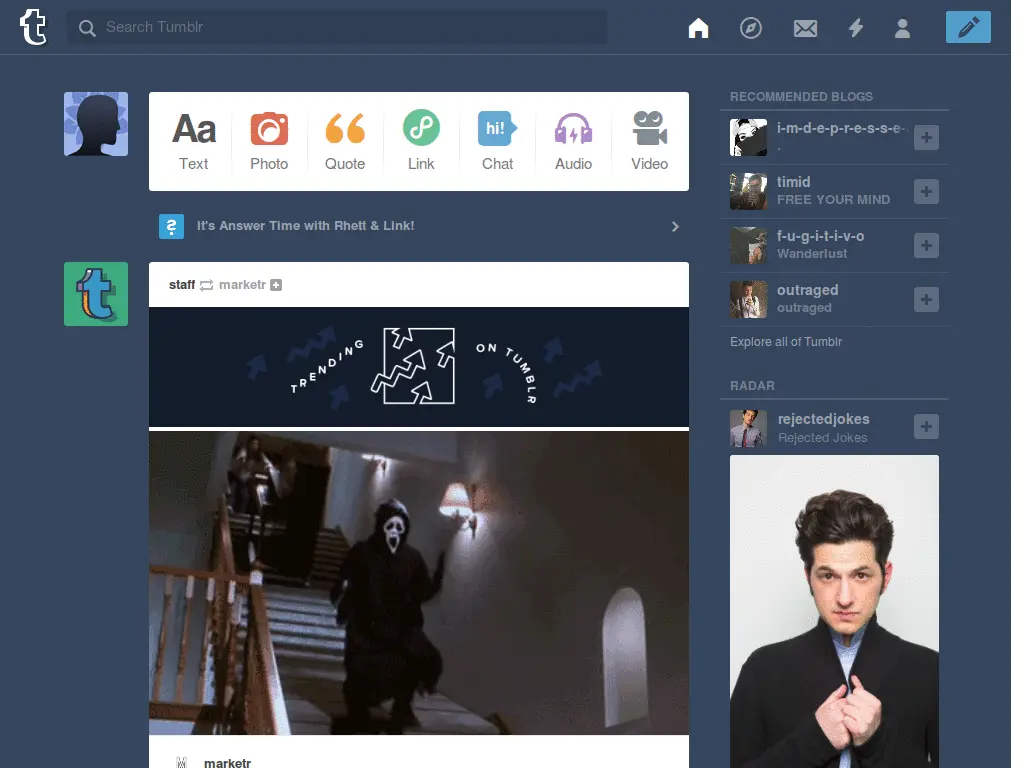 t
Search Tumblr
Aa
hi!
Text
Photo
Quote
Link
Chat
Audio
Video
?
It's Answer Time with Rhett & Link!
t
staff marketr
TRENDING
ON TUMBLR
marketr
RECOMMENDED BLOGS
i-m-d-e-p-r-e-s-s-e-
.
timid
FREE YOUR MIND
f-u-g-i-t-i-v-o
Wanderlust
outraged
outraged
Explore all of Tumblr
RADAR
rejectedjokes
Rejected Jokes